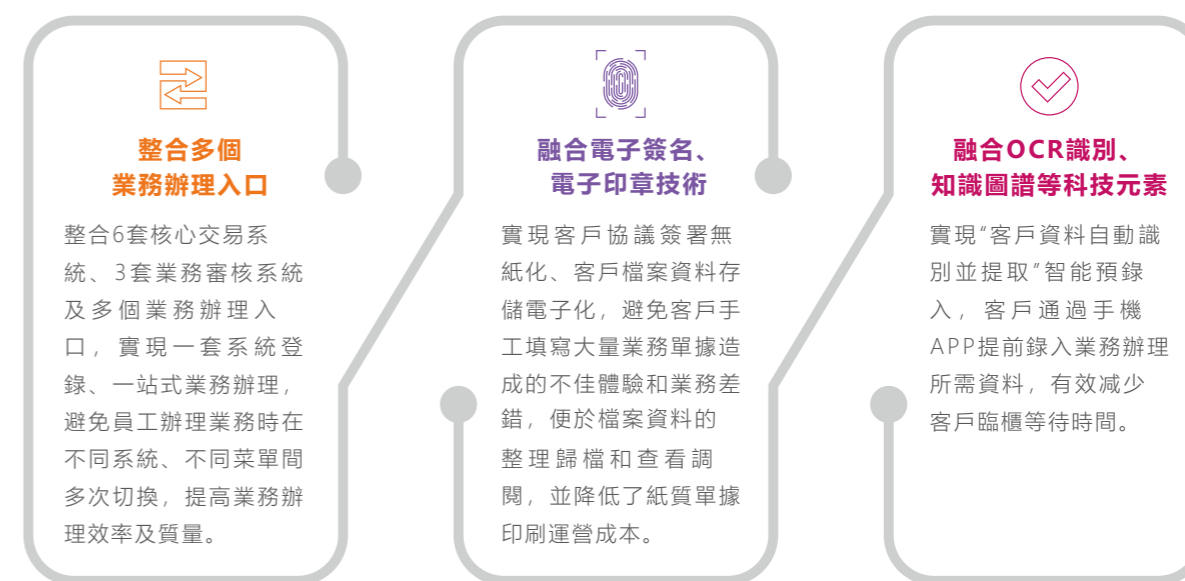 整合多個
業務辦理入口
整合6套核心交易系
統、3套業務審核系統
及多個業務辦理入
口，實現一套系統登
錄、一站式業務辦理，
避免員工辦理業務時在
不同系統、不同菜單間
多次切換，提高業務辦
理效率及質量。
融合電子簽名、
電子印章技術
實現客戶協議簽署無
紙化、客戶檔案資料存
儲電子化，避免客戶手
工填寫大量業務單據造
成的不佳體驗和業務差
錯，便於檔案資料的
整理歸檔和查看調
閱，並降低了紙質單據
印刷運營成本。
融合OCR識別、
知識圖譜等科技元素
實現“客戶資料自動識
別並提取”智能預錄
入，客戶通過手機
APP提前錄入業務辦理
所需資料，有效減少
客戶臨櫃等待時間。